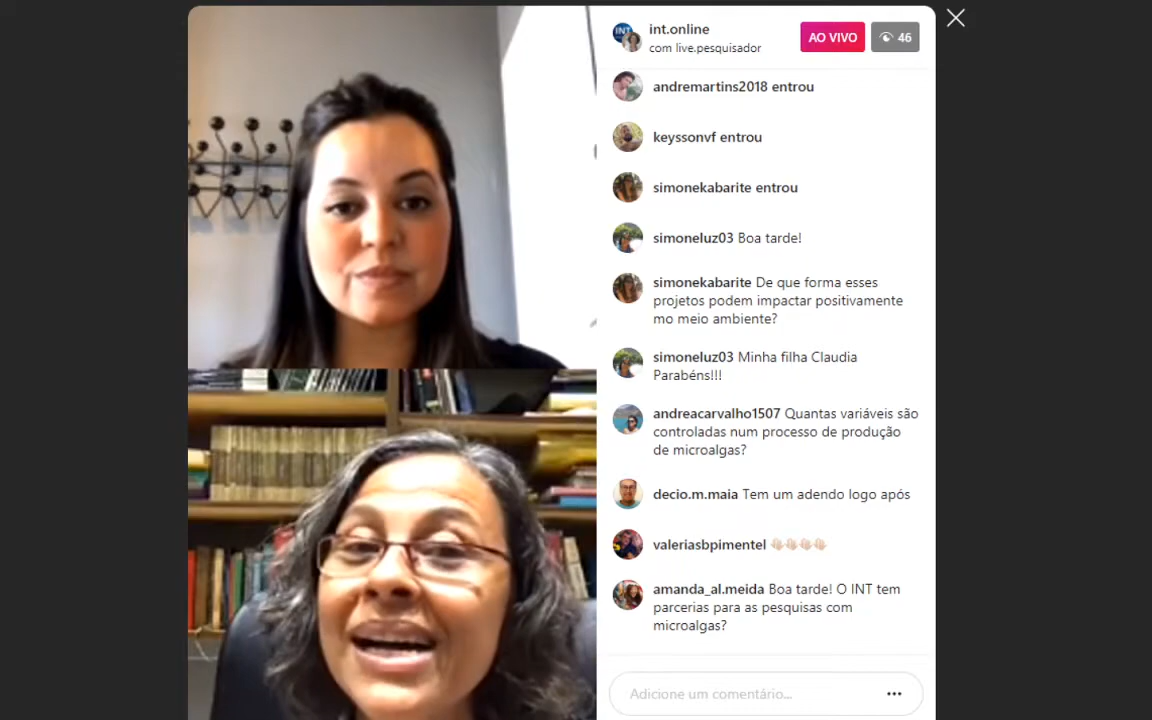 INT
int.online
com live.pesquisador
AO VIVO
46
andremartins2018 entrou
keyssonvf entrou
simonekabarite entrou
simoneluz03 Boa tarde!
simonekabarite De que forma esses
projetos podem impactar positivamente
mo meio ambiente?
simoneluz03 Minha filha Claudia
Parabéns!!!
andreacarvalho1507 Quantas variáveis são
controladas num processo de produção
de microalgas?
decio.m.maia Tem um adendo logo após
valeriasbpimentel 👋🏻👋🏻👋🏻👋🏻
amanda_al.meida Boa tarde! O INT tem
parcerias para as pesquisas com
microalgas?
Adicione um comentário...